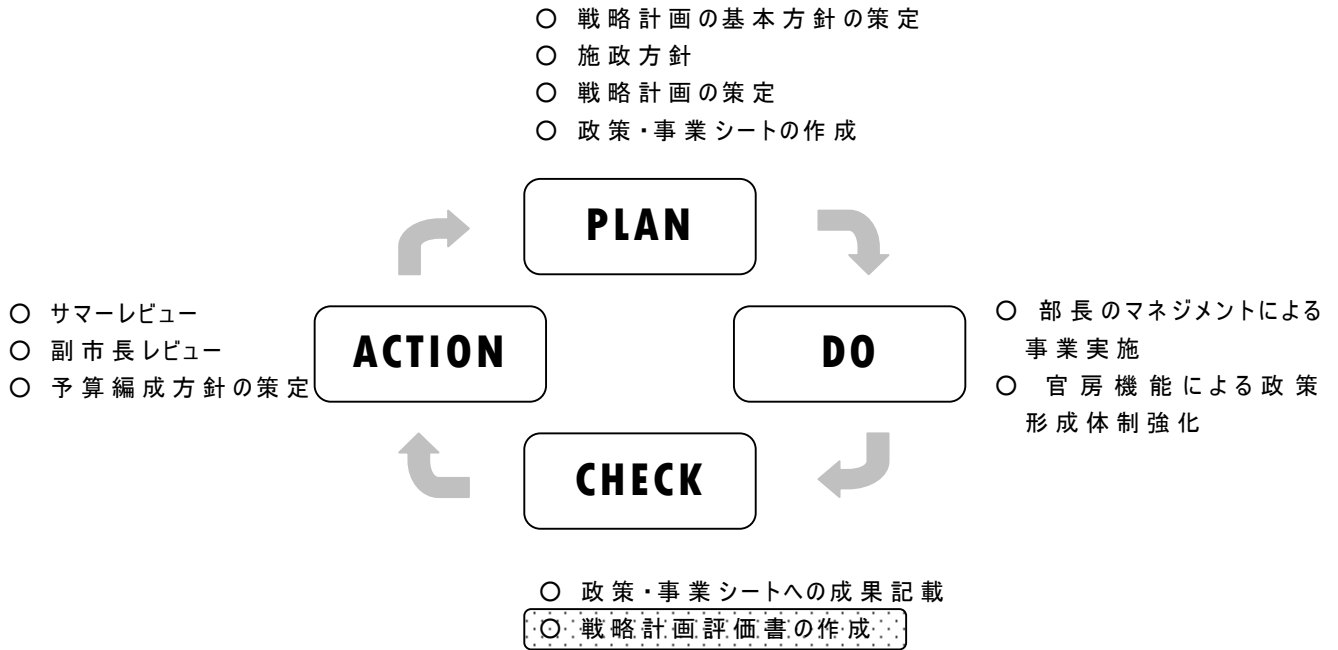 ○ 戦略計画の基本方針の策定
○ 施政方針
○ 戦略計画の策定
○ 政策・事業シートの作成
PLAN
○ サマーレビュー
○ 副市長レビュー
○ 予算編成方針の策定
ACTION
DO
○ 部長のマネジメントによる
事業実施
○ 官房機能による政策
形成体制強化
CHECK
○ 政策・事業シートへの成果記載
○ 戦略計画評価書の作成